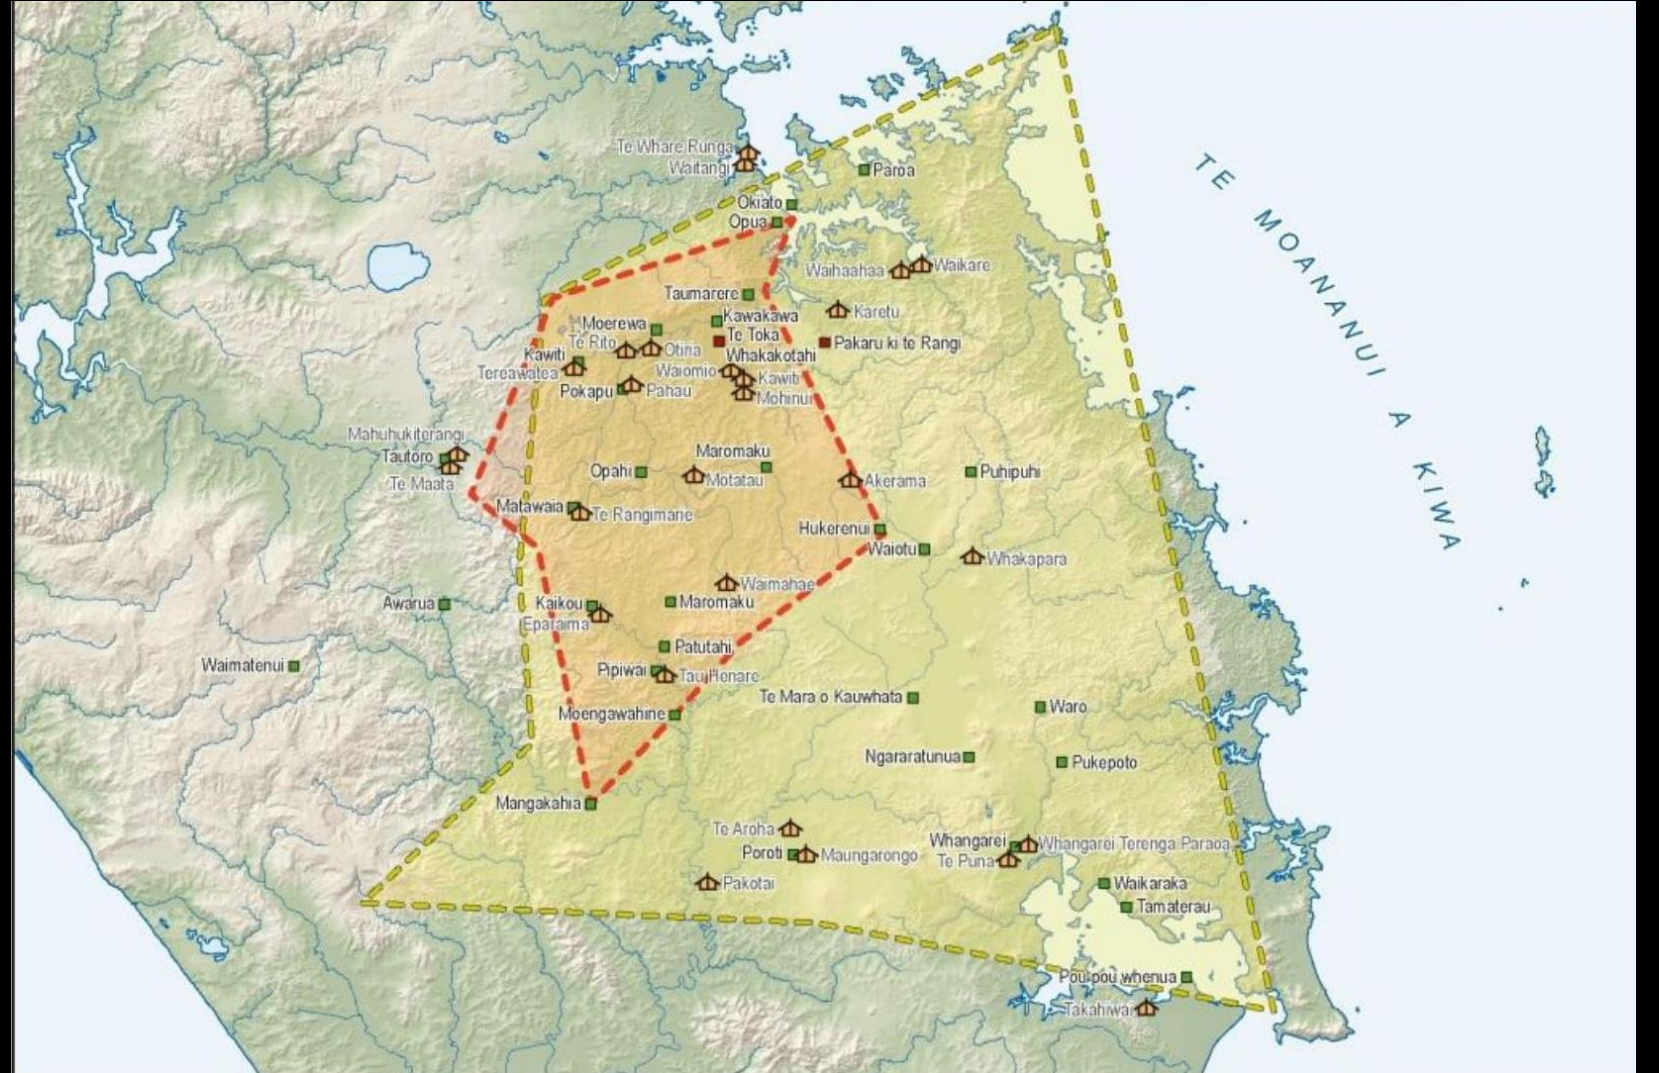 Te Whare Runga
Waitangi
Paroa
TE MOANANUI A KIWA
Okiato
Opua
Waihaahaa
Waikare
Taumarere
Karetu
Kawakawa
Moerewa
Te Toka
Te Rito
Otiria
Pakaru ki te Rangi
Kawiti
Whakakotahi
Tereawatea
Waiomio
Kawiti
Pokapu
Pahau
Mohinui
Mahuhukiterangi
Tautoro
Te Maata
Maromaku
Opahi
Motatau
Akerama
Puhipuhi
Matawaia
Te Rangimarie
Hukerenui
Waiotu
Whakapara
Waimahae
Awarua
Kaikou
Maromaku
Eparaima
Patutahi
Waimatenui
Pipiwai
Tau Henare
Te Mara o Kauwhata
Waro
Moengawahine
Ngararatunua
Pukepoto
Mangakahia
Te Aroha
Whangarei
Whangarei Terenga Paraoa
Poroti
Maungarongo
Te Puna
Pakotai
Waikaraka
Tamaterau
Pou pou whenua
Takahiwai